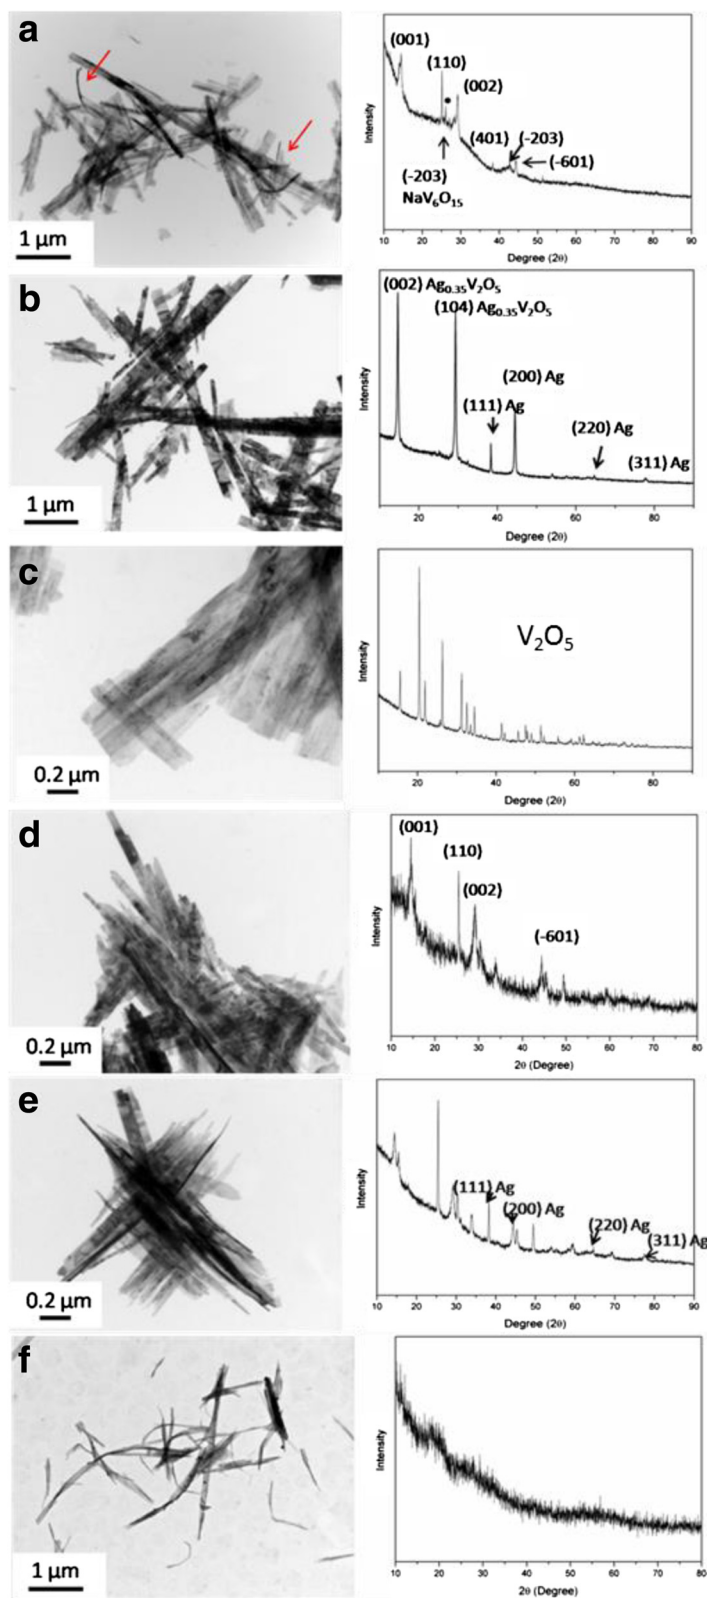 a
1 μm
(001)
(110)
(002)
(401)
(-203)
(-601)
(-203)
NaV₆O₁₅
Intensity
10 20 30 40 50 60 70 80 90
Degree (2θ)
b
1 μm
(002) Ag₀.₃₅V₂O₅
(104) Ag₀.₃₅V₂O₅
(200) Ag
(111) Ag
(220) Ag
(311) Ag
Intensity
20 40 60 80
Degree (2θ)
c
0.2 μm
V₂O₅
Intensity
20 40 60 80
Degree (2θ)
d
0.2 μm
(001)
(110)
(002)
(-601)
Intensity
10 20 30 40 50 60 70 80
2θ (Degree)
e
0.2 μm
(111) Ag
(200) Ag
(220) Ag
(311) Ag
Intensity
10 20 30 40 50 60 70 80 90
Degree (2θ)
f
1 μm
Intensity
10 20 30 40 50 60 70 80
2θ (Degree)